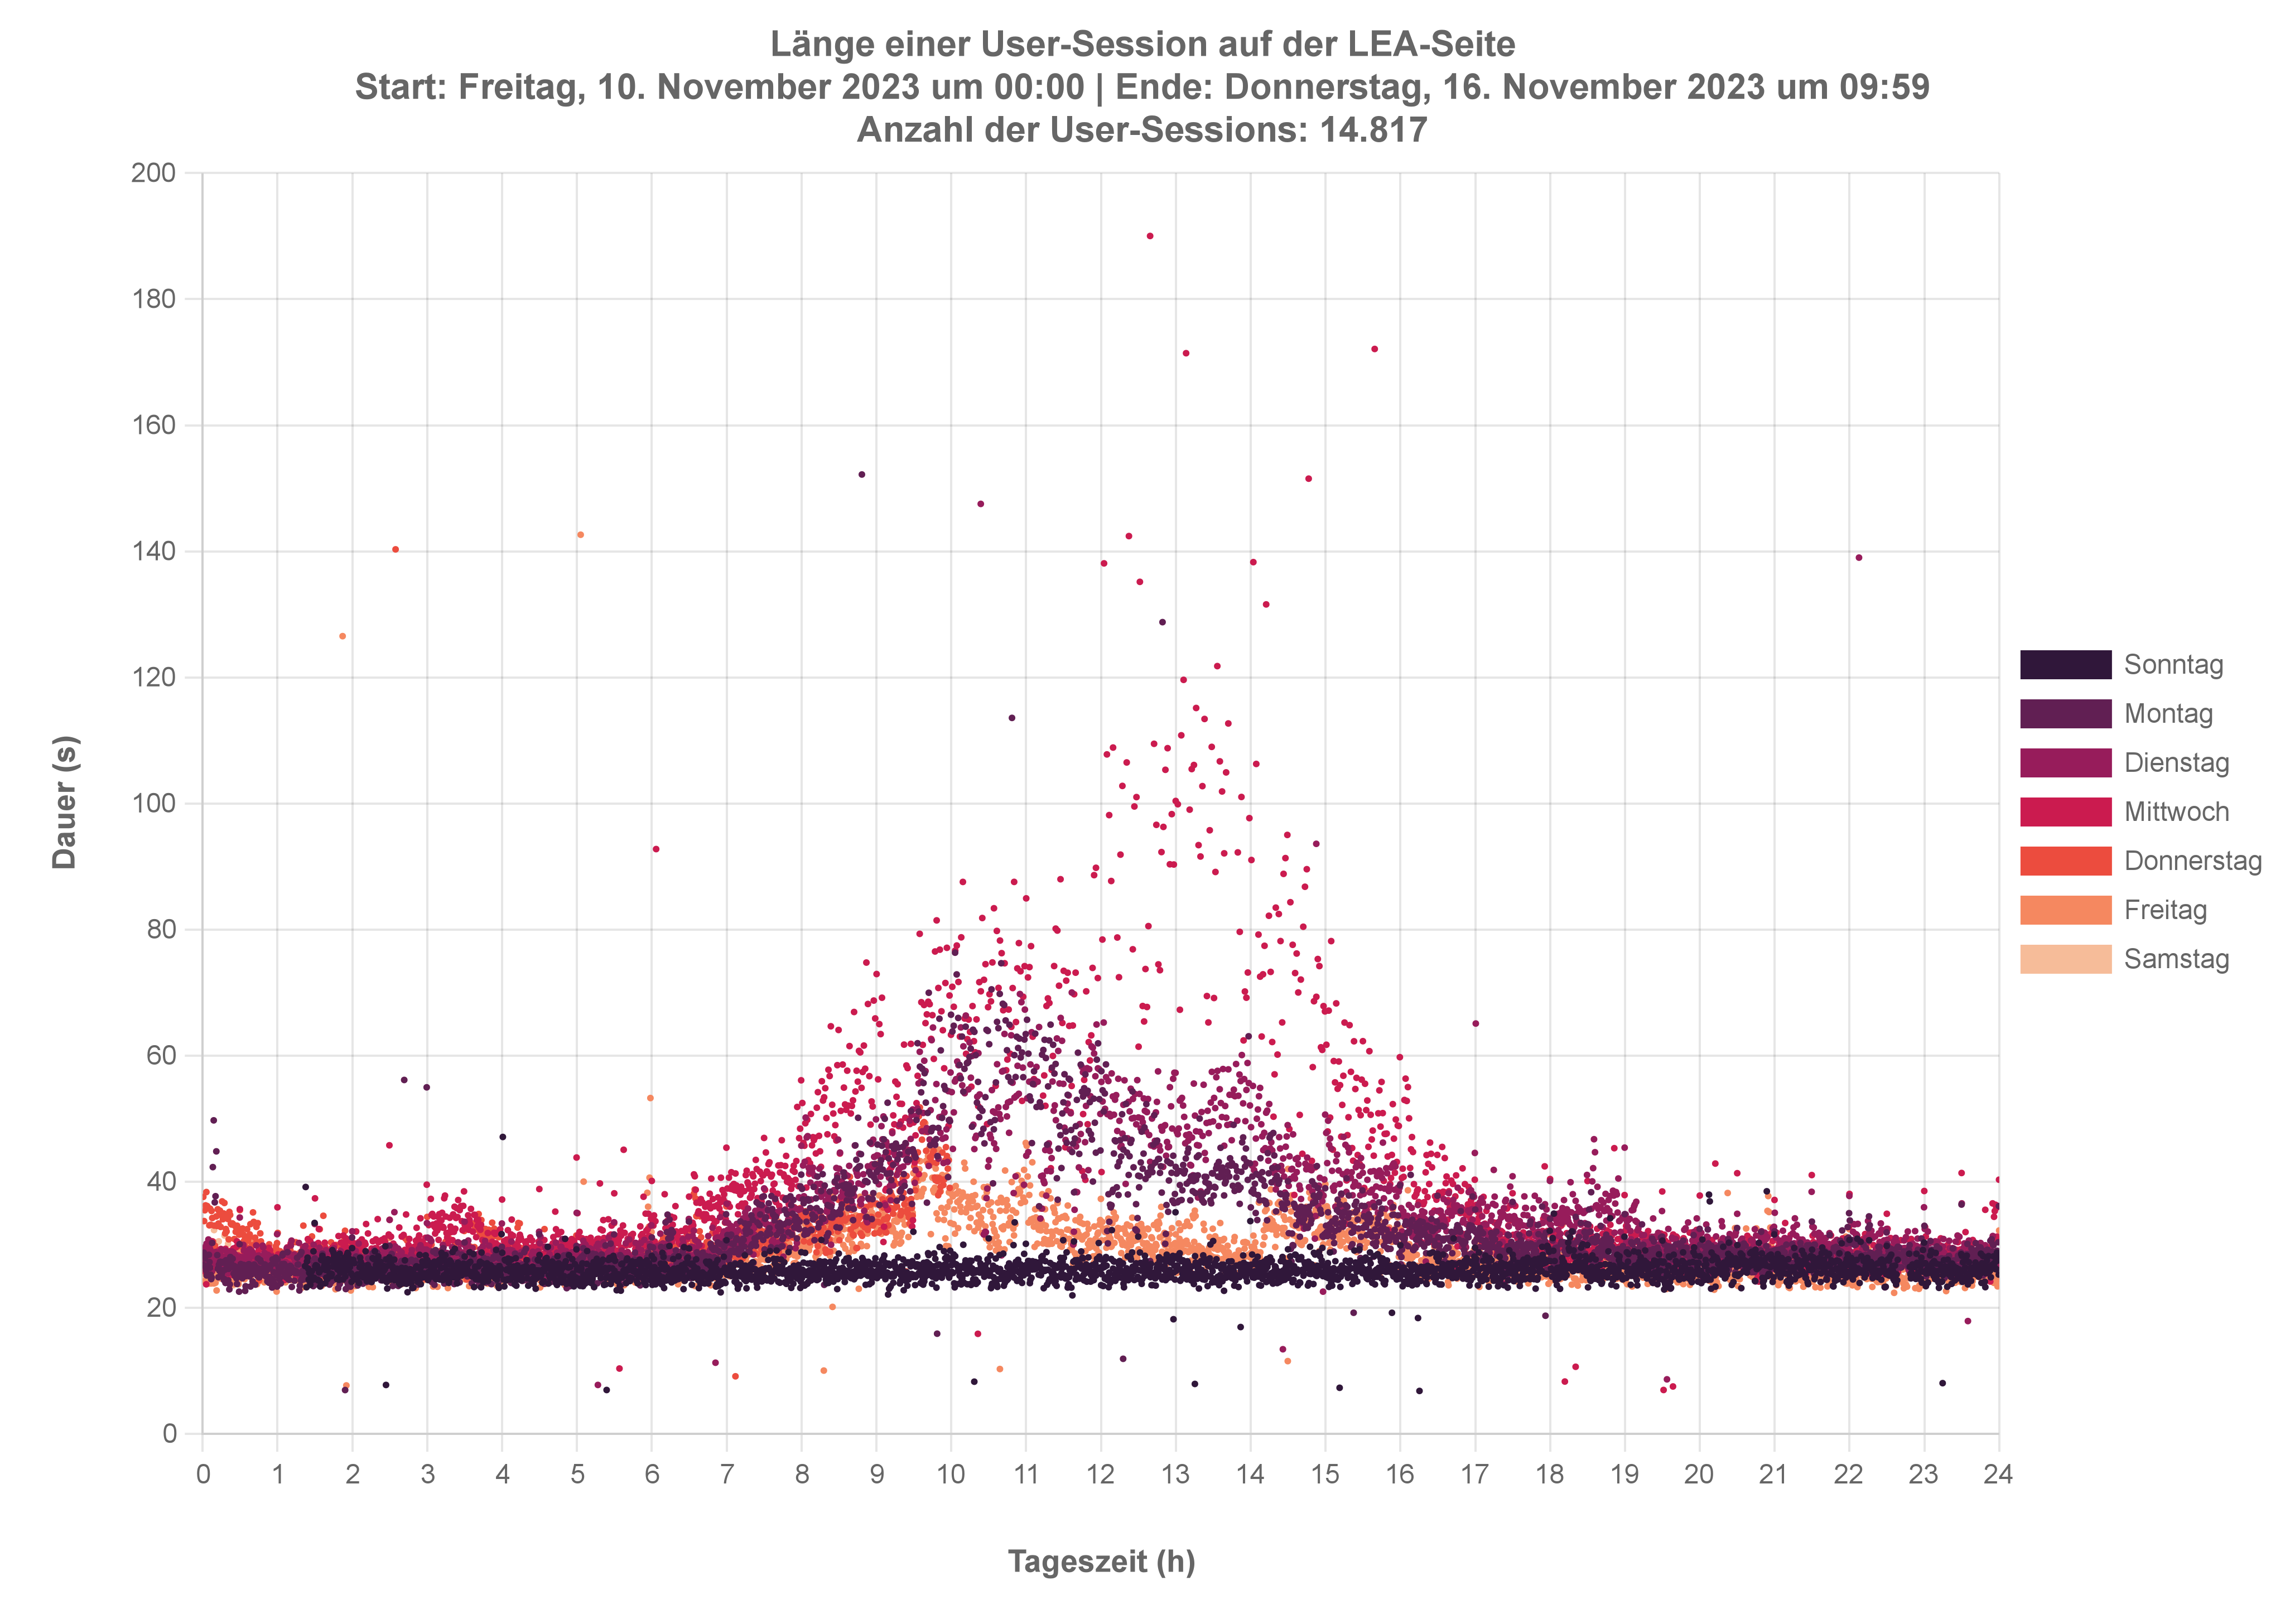 Länge einer User-Session auf der LEA-Seite
Start: Freitag, 10. November 2023 um 00:00 | Ende: Donnerstag, 16. November 2023 um 09:59
Anzahl der User-Sessions: 14.817
200
180
160
140
120
100
80
60
40
20
0
Dauer (s)
0 1 2 3 4 5 6 7 8 9 10 11 12 13 14 15 16 17 18 19 20 21 22 23 24
Tageszeit (h)
Sonntag
Montag
Dienstag
Mittwoch
Donnerstag
Freitag
Samstag